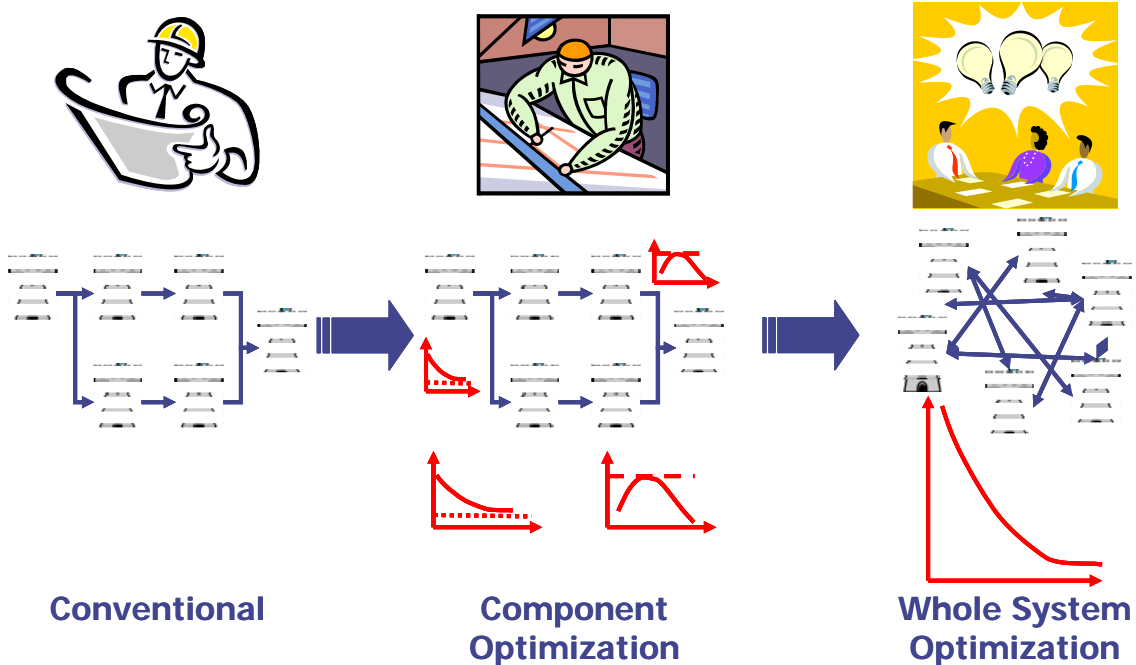 Conventional
Component
Optimization
Whole System
Optimization